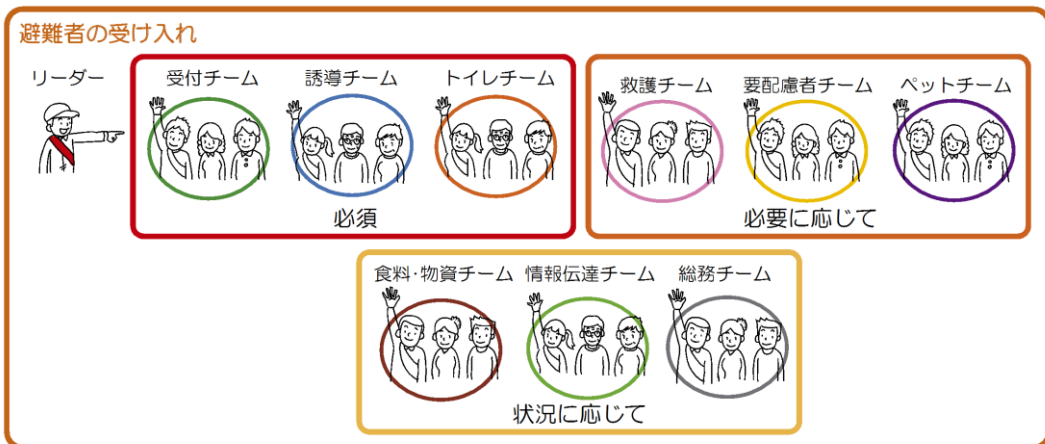 避難者の受け入れ
リーダー
受付チーム
誘導チーム
トイレチーム
必須
救護チーム
要配慮者チーム
ペットチーム
必要に応じて
食料・物資チーム
情報伝達チーム
総務チーム
状況に応じて